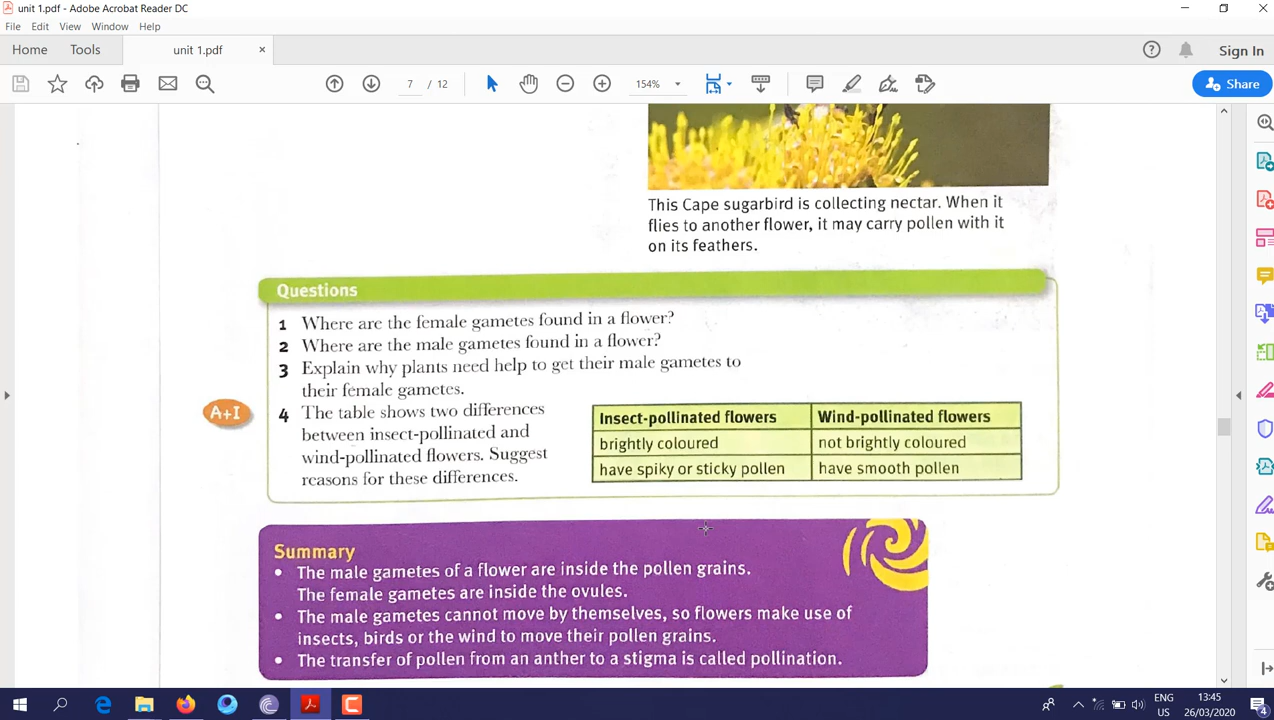 unit 1.pdf - Adobe Acrobat Reader DC
File Edit View Window Help
Home Tools unit 1.pdf × Sign In
7 / 12 154% Share
This Cape sugarbird is collecting nectar. When it
flies to another flower, it may carry pollen with it
on its feathers.
Questions
1 Where are the female gametes found in a flower?
2 Where are the male gametes found in a flower?
3 Explain why plants need help to get their male gametes to
their female gametes.
A+I
4 The table shows two differences
between insect-pollinated and
wind-pollinated flowers. Suggest
reasons for these differences.
Insect-pollinated flowers Wind-pollinated flowers
brightly coloured not brightly coloured
have spiky or sticky pollen have smooth pollen
Summary
• The male gametes of a flower are inside the pollen grains.
The female gametes are inside the ovules.
• The male gametes cannot move by themselves, so flowers make use of
insects, birds or the wind to move their pollen grains.
• The transfer of pollen from an anther to a stigma is called pollination.
ENG 13:45
US 26/03/2020 4